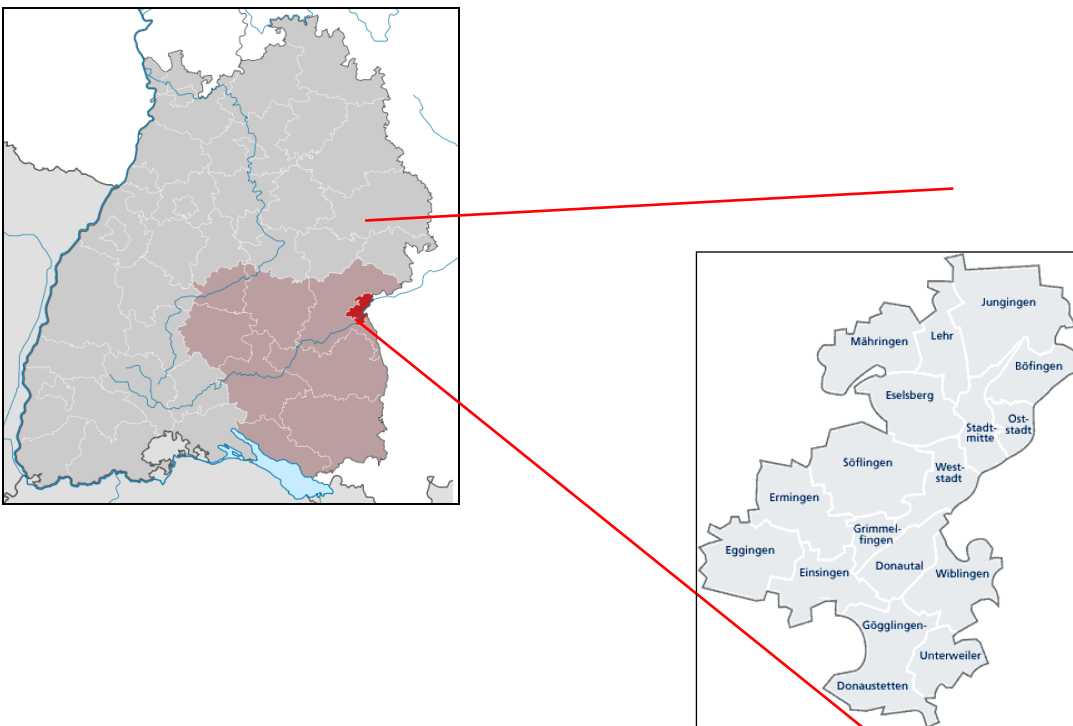 Jungingen
Lehr
Mähringen
Böfingen
Eselsberg
Ost-
stadt
Stadt-
mitte
Söflingen
West-
stadt
Ermingen
Grimmel-
fingen
Eggingen
Donautal
Einsingen
Wiblingen
Gögglingen-
Unterweiler
Donaustetten